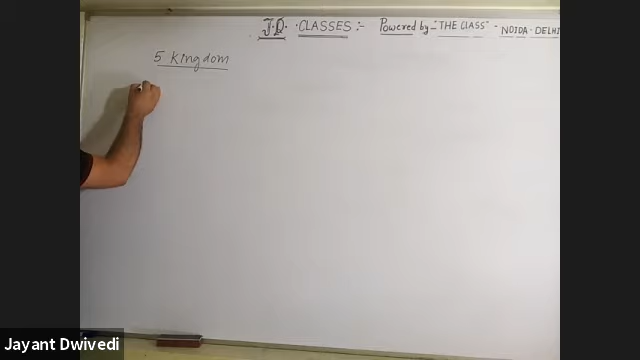 J.D. CLASSES:- Powered by-"THE CLASS"- NOIDA-DELHI
5 Kingdom
Jayant Dwivedi